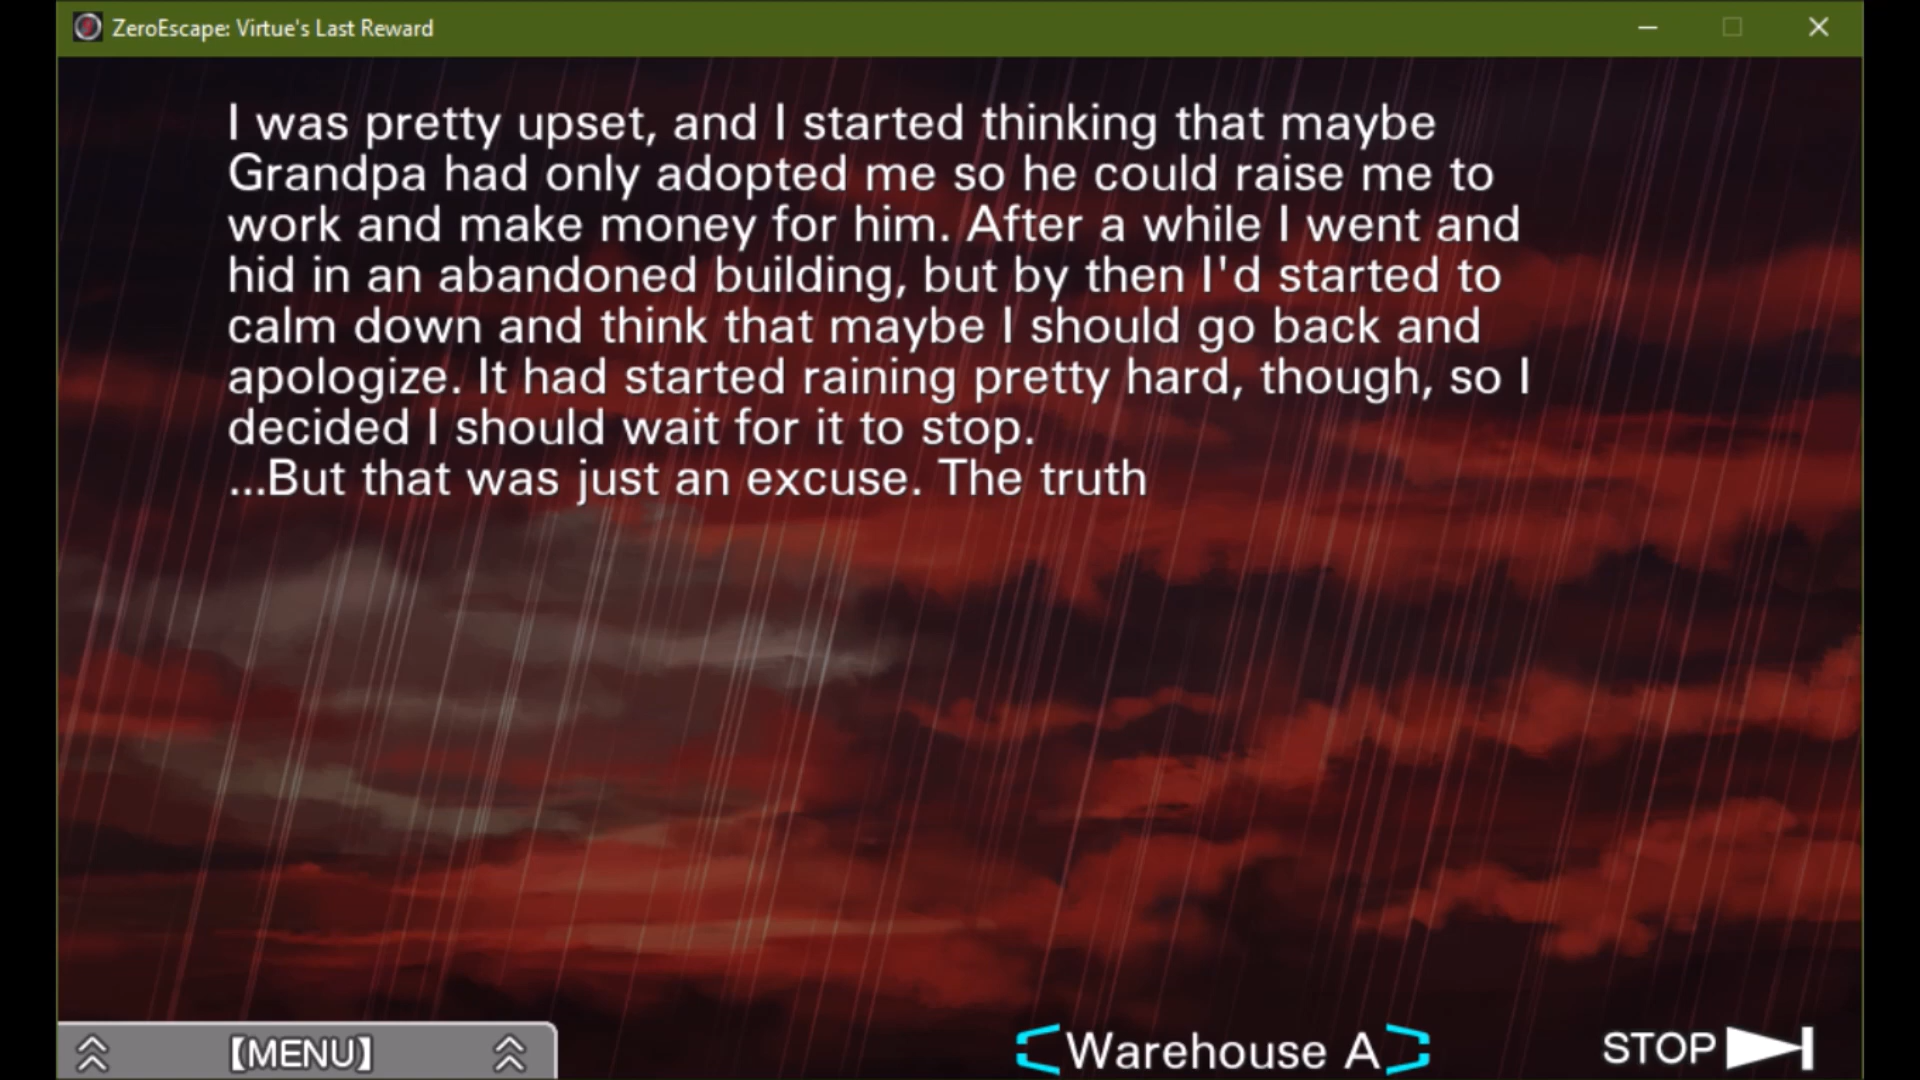 ZeroEscape: Virtue's Last Reward
I was pretty upset, and I started thinking that maybe
Grandpa had only adopted me so he could raise me to
work and make money for him. After a while I went and
hid in an abandoned building, but by then I'd started to
calm down and think that maybe I should go back and
apologize. It had started raining pretty hard, though, so I
decided I should wait for it to stop.
...But that was just an excuse. The truth
【MENU】
Warehouse A
STOP